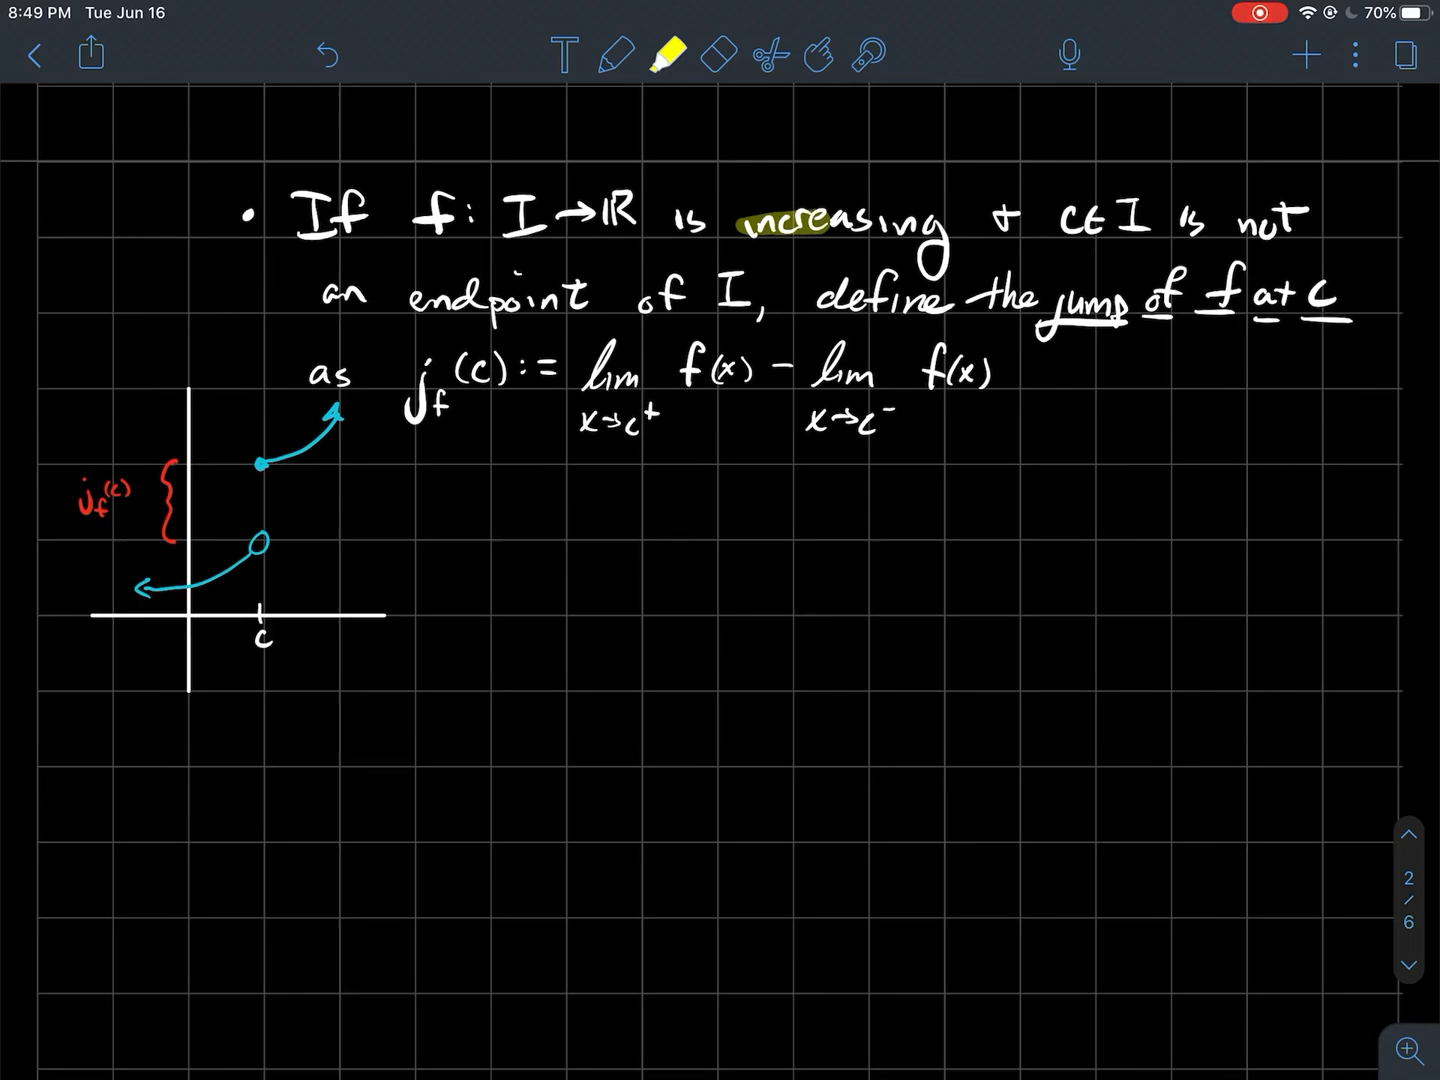 8:49 PM Tue Jun 16 70%
• If f: I→ℝ is increasing + c∈I is not
an endpoint of I, define the jump of f at c
as j_f(c) := lim_{x→c⁺} f(x) - lim_{x→c⁻} f(x)
j_f(c)
c
2
/
6